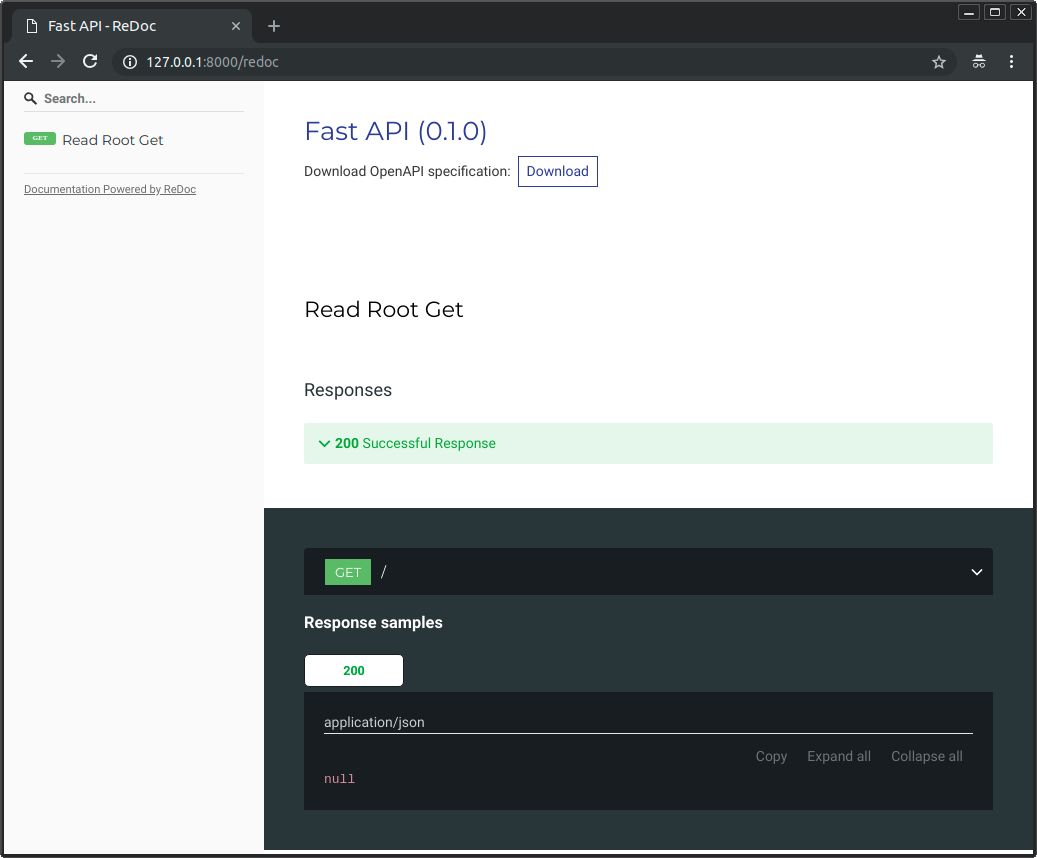 Fast API - ReDoc
127.0.0.1:8000/redoc
Search...
GET Read Root Get
Documentation Powered by ReDoc
Fast API (0.1.0)
Download OpenAPI specification: Download
Read Root Get
Responses
200 Successful Response
GET /
Response samples
200
application/json
Copy Expand all Collapse all
null